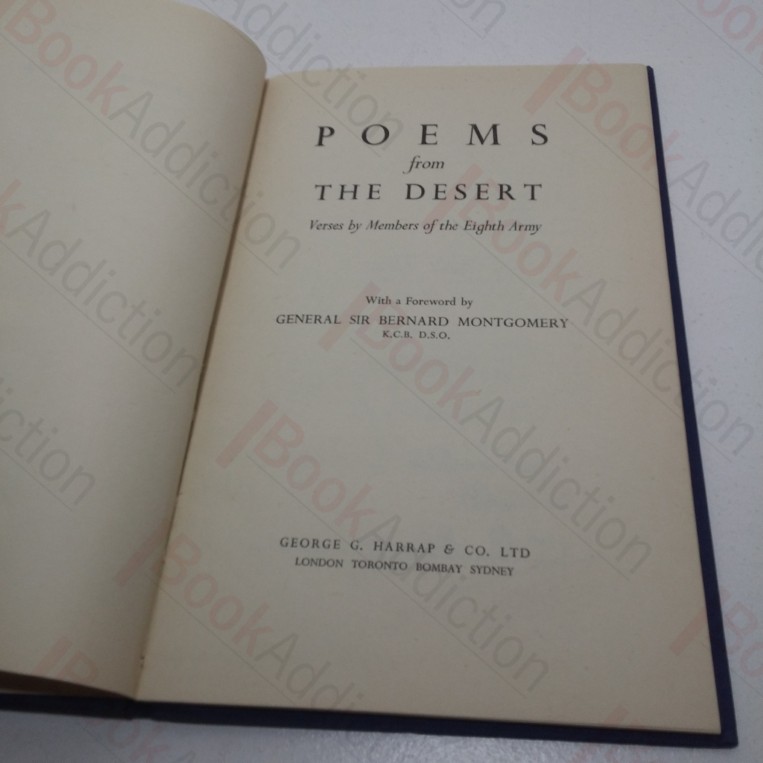 POEMS
from
THE DESERT
Verses by Members of the Eighth Army
With a Foreword by
GENERAL SIR BERNARD MONTGOMERY
K.C.B. D.S.O.
GEORGE G. HARRAP & CO. LTD
LONDON TORONTO BOMBAY SYDNEY
BookAddiction